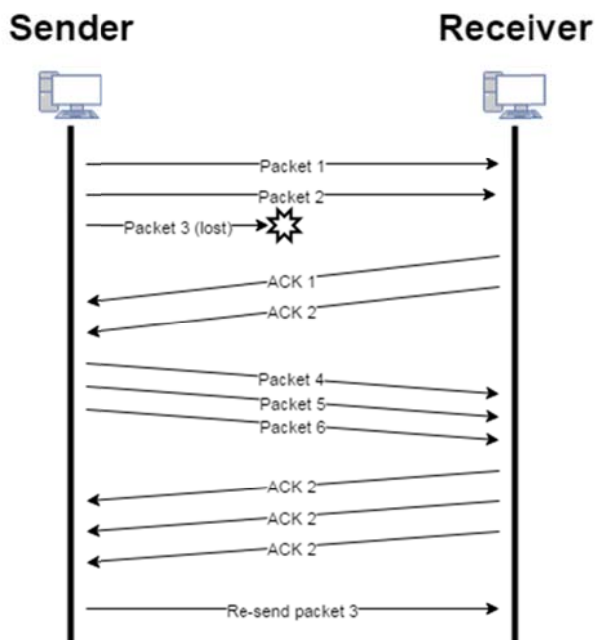 Sender
Receiver
Packet 1
Packet 2
Packet 3 (lost)
ACK 1
ACK 2
Packet 4
Packet 5
Packet 6
ACK 2
ACK 2
ACK 2
Re-send packet 3